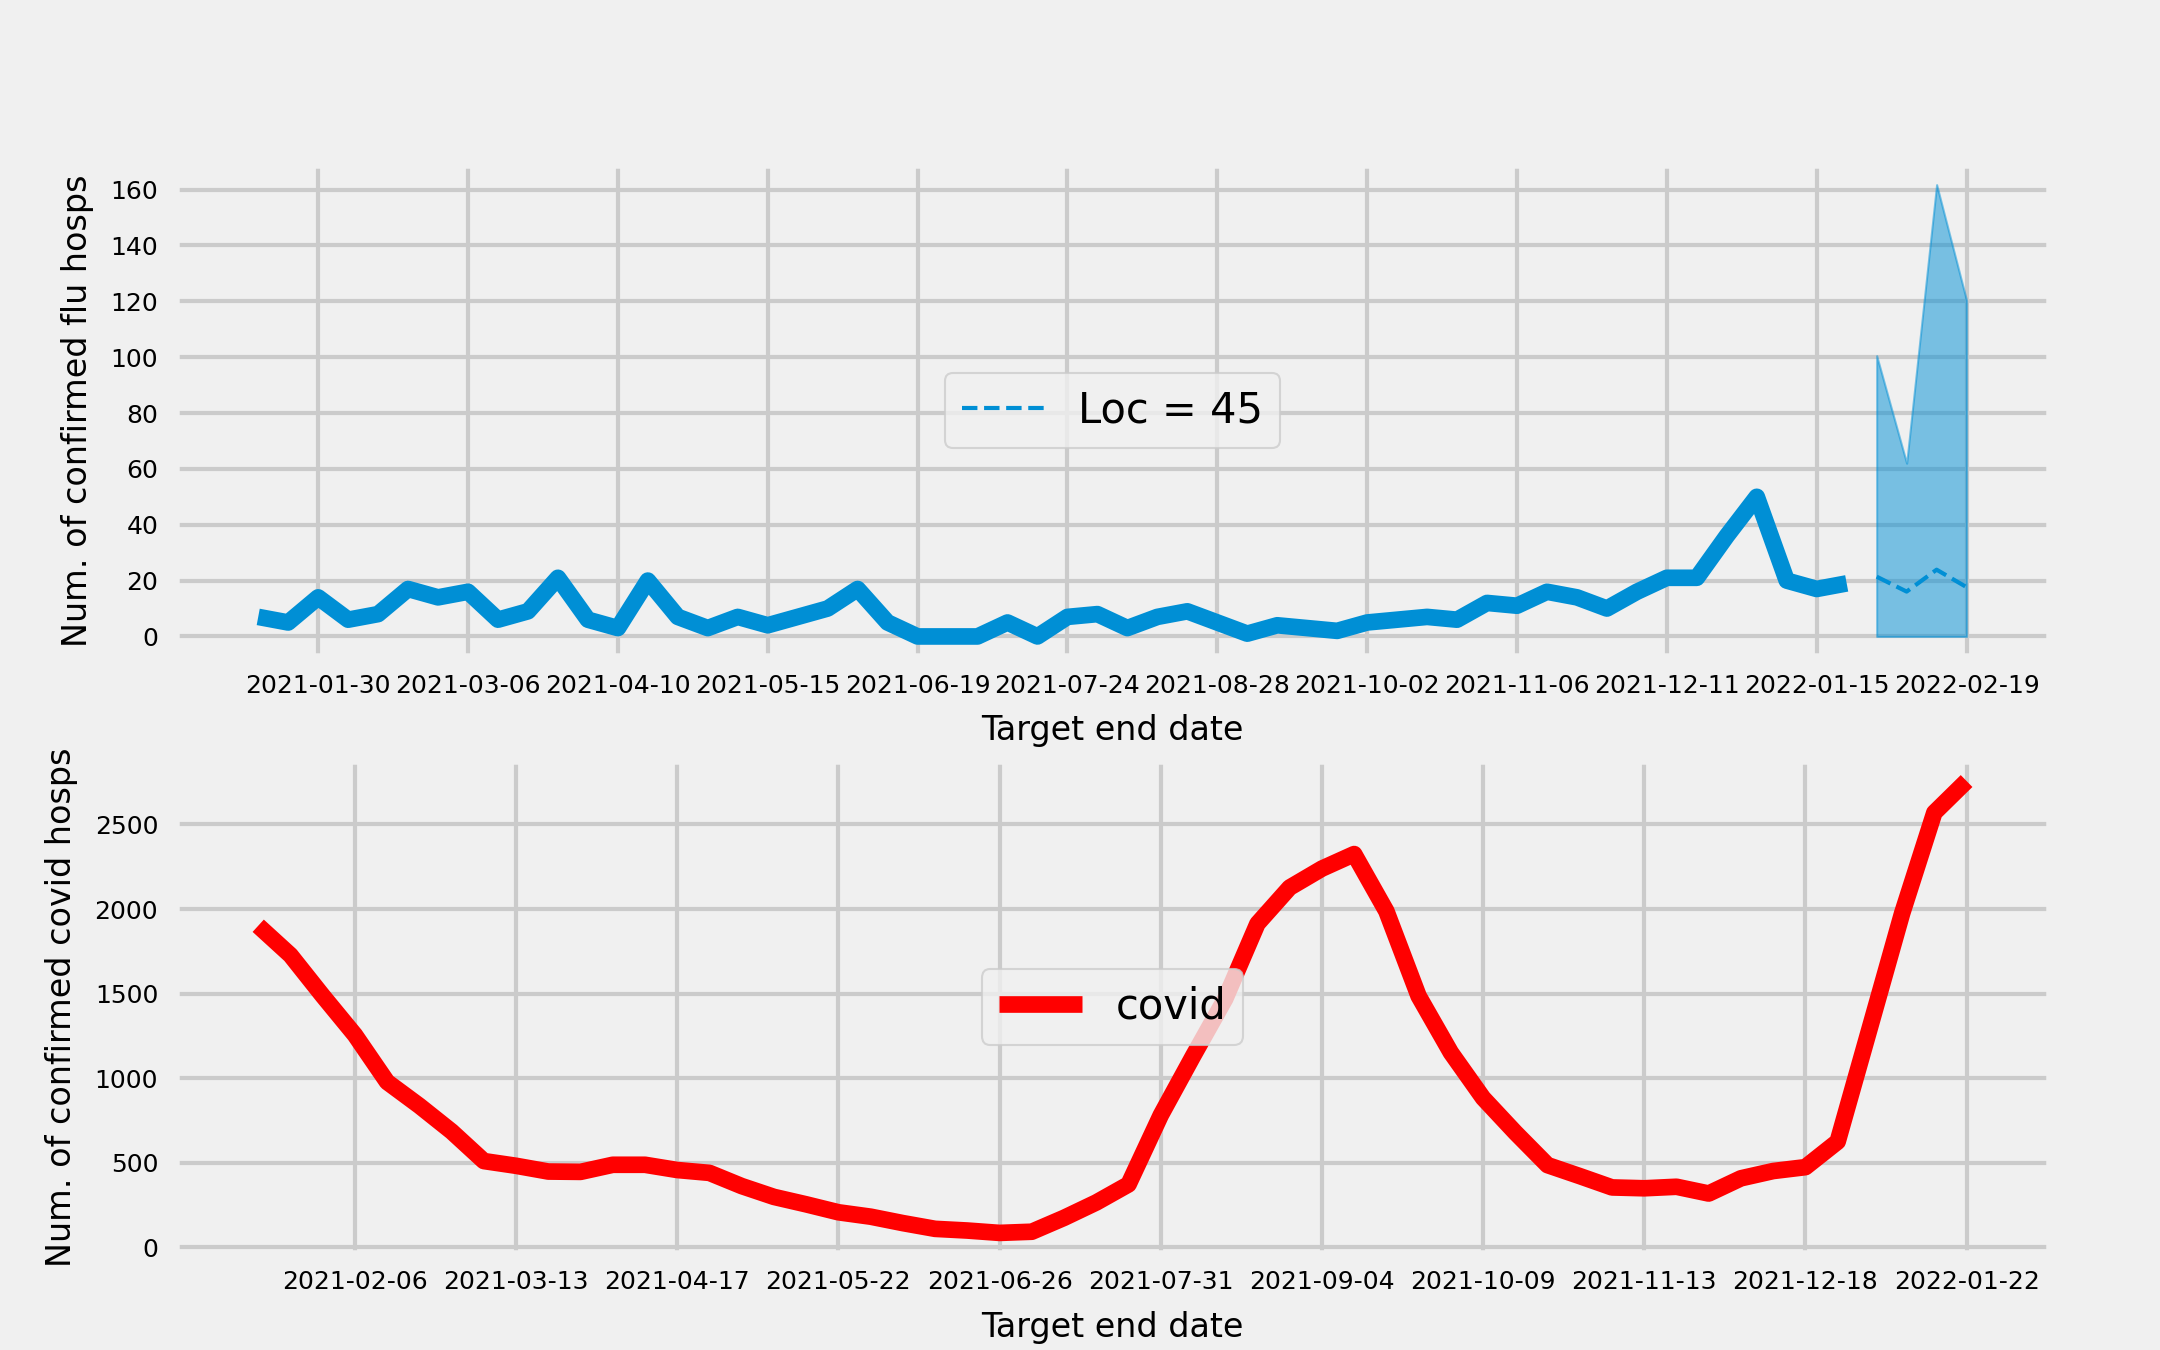 Num. of confirmed flu hosps
160
140
120
100
80
60
40
20
0
Loc = 45
2021-01-30 2021-03-06 2021-04-10 2021-05-15 2021-06-19 2021-07-24 2021-08-28 2021-10-02 2021-11-06 2021-12-11 2022-01-15 2022-02-19
Target end date
Num. of confirmed covid hosps
2500
2000
1500
1000
500
0
covid
2021-02-06 2021-03-13 2021-04-17 2021-05-22 2021-06-26 2021-07-31 2021-09-04 2021-10-09 2021-11-13 2021-12-18 2022-01-22
Target end date